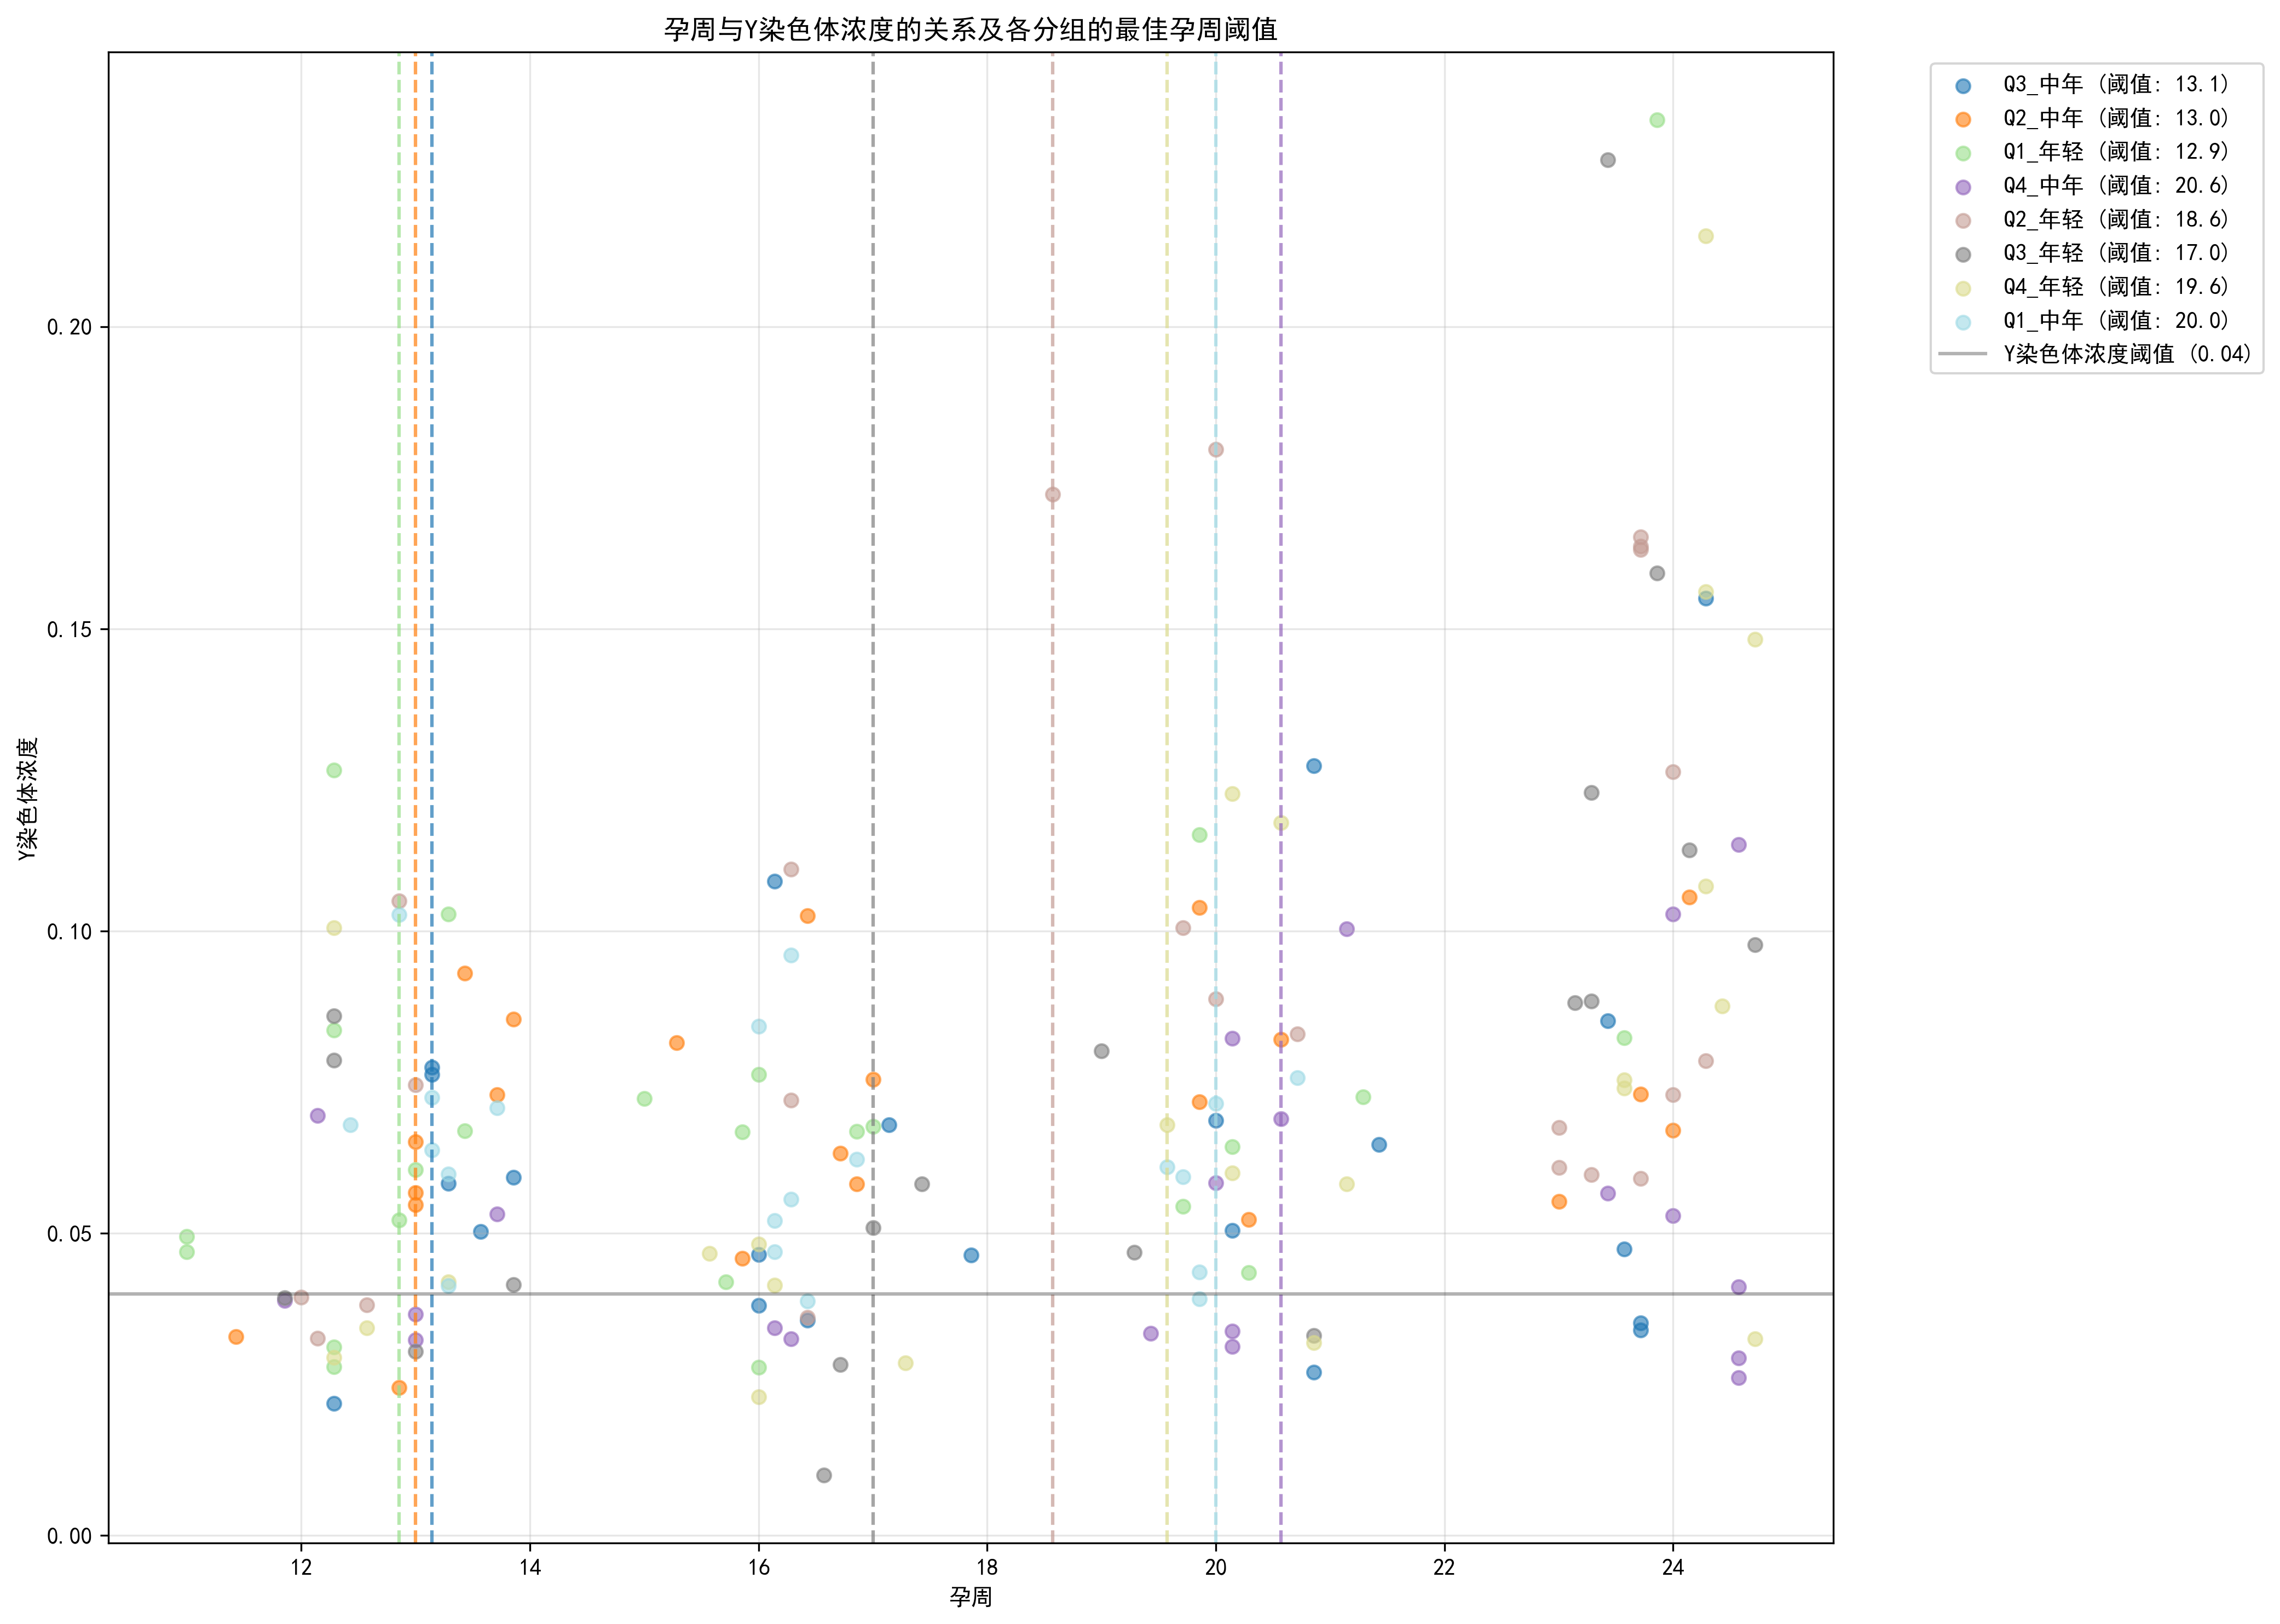 孕周与Y染色体浓度的关系及各分组的最佳孕周阈值
Q3_中年 (阈值: 13.1)
Q2_中年 (阈值: 13.0)
Q1_年轻 (阈值: 12.9)
Q4_中年 (阈值: 20.6)
Q2_年轻 (阈值: 18.6)
Q3_年轻 (阈值: 17.0)
Q4_年轻 (阈值: 19.6)
Q1_中年 (阈值: 20.0)
Y染色体浓度阈值 (0.04)
Y染色体浓度
0.20
0.15
0.10
0.05
0.00
12 14 16 18 20 22 24
孕周